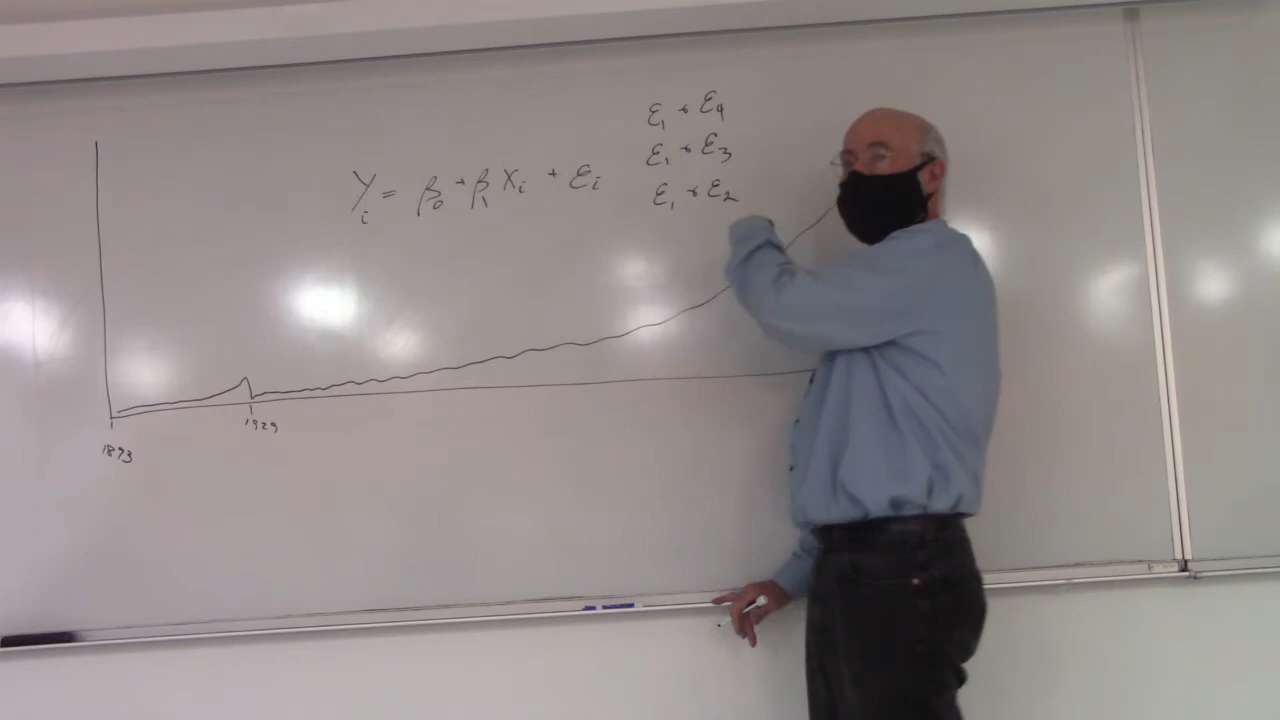 ε₁ & ε₄
ε₁ & ε₃
Yᵢ = β₀ + β₁ Xᵢ + εᵢ
ε₁ & ε₂
1929
1893